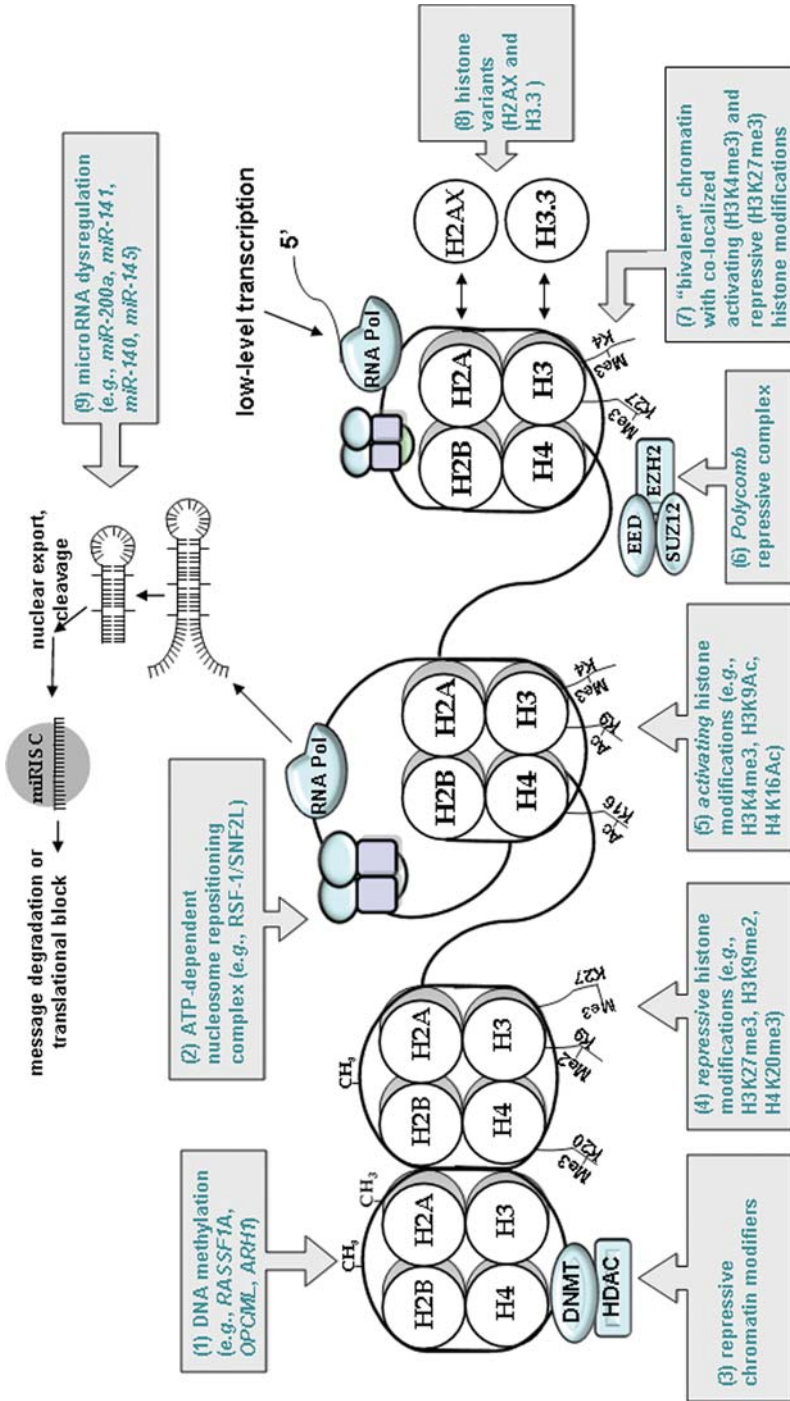 message degradation or
translational block
miRISC
nuclear export,
cleavage
(9) microRNA dysregulation
(e.g., miR-200a, miR-141,
miR-140, miR-145)
(1) DNA methylation
(e.g., RASSF1A,
OPCML, ARH1)
(2) ATP-dependent
nucleosome repositioning
complex (e.g., RSF-1/SNF2L)
low-level transcription
5'
(8) histone
variants
(H2AX and
H3.3 )
CH3
CH3
H2B
H2A
H4
H3
DNMT
HDAC
CH3
H2B
H2A
H4
H3
K20
Me3
K9
Me2
K27
Me3
RNA Pol
H2B
H2A
H4
H3
K16
Ac
K9
Ac
K4
Me3
RNA Pol
H2B
H2A
H4
H3
K27
Me3
K4
Me3
H2AX
H3.3
EED
EZH2
SUZ12
(3) repressive
chromatin modifiers
(4) repressive histone
modifications (e.g.,
H3K27me3, H3K9me2,
H4K20me3)
(5) activating histone
modifications (e.g.,
H3K4me3, H3K9Ac,
H4K16Ac)
(6) Polycomb
repressive complex
(7) "bivalent" chromatin
with co-localized
activating (H3K4me3) and
repressive (H3K27me3)
histone modifications